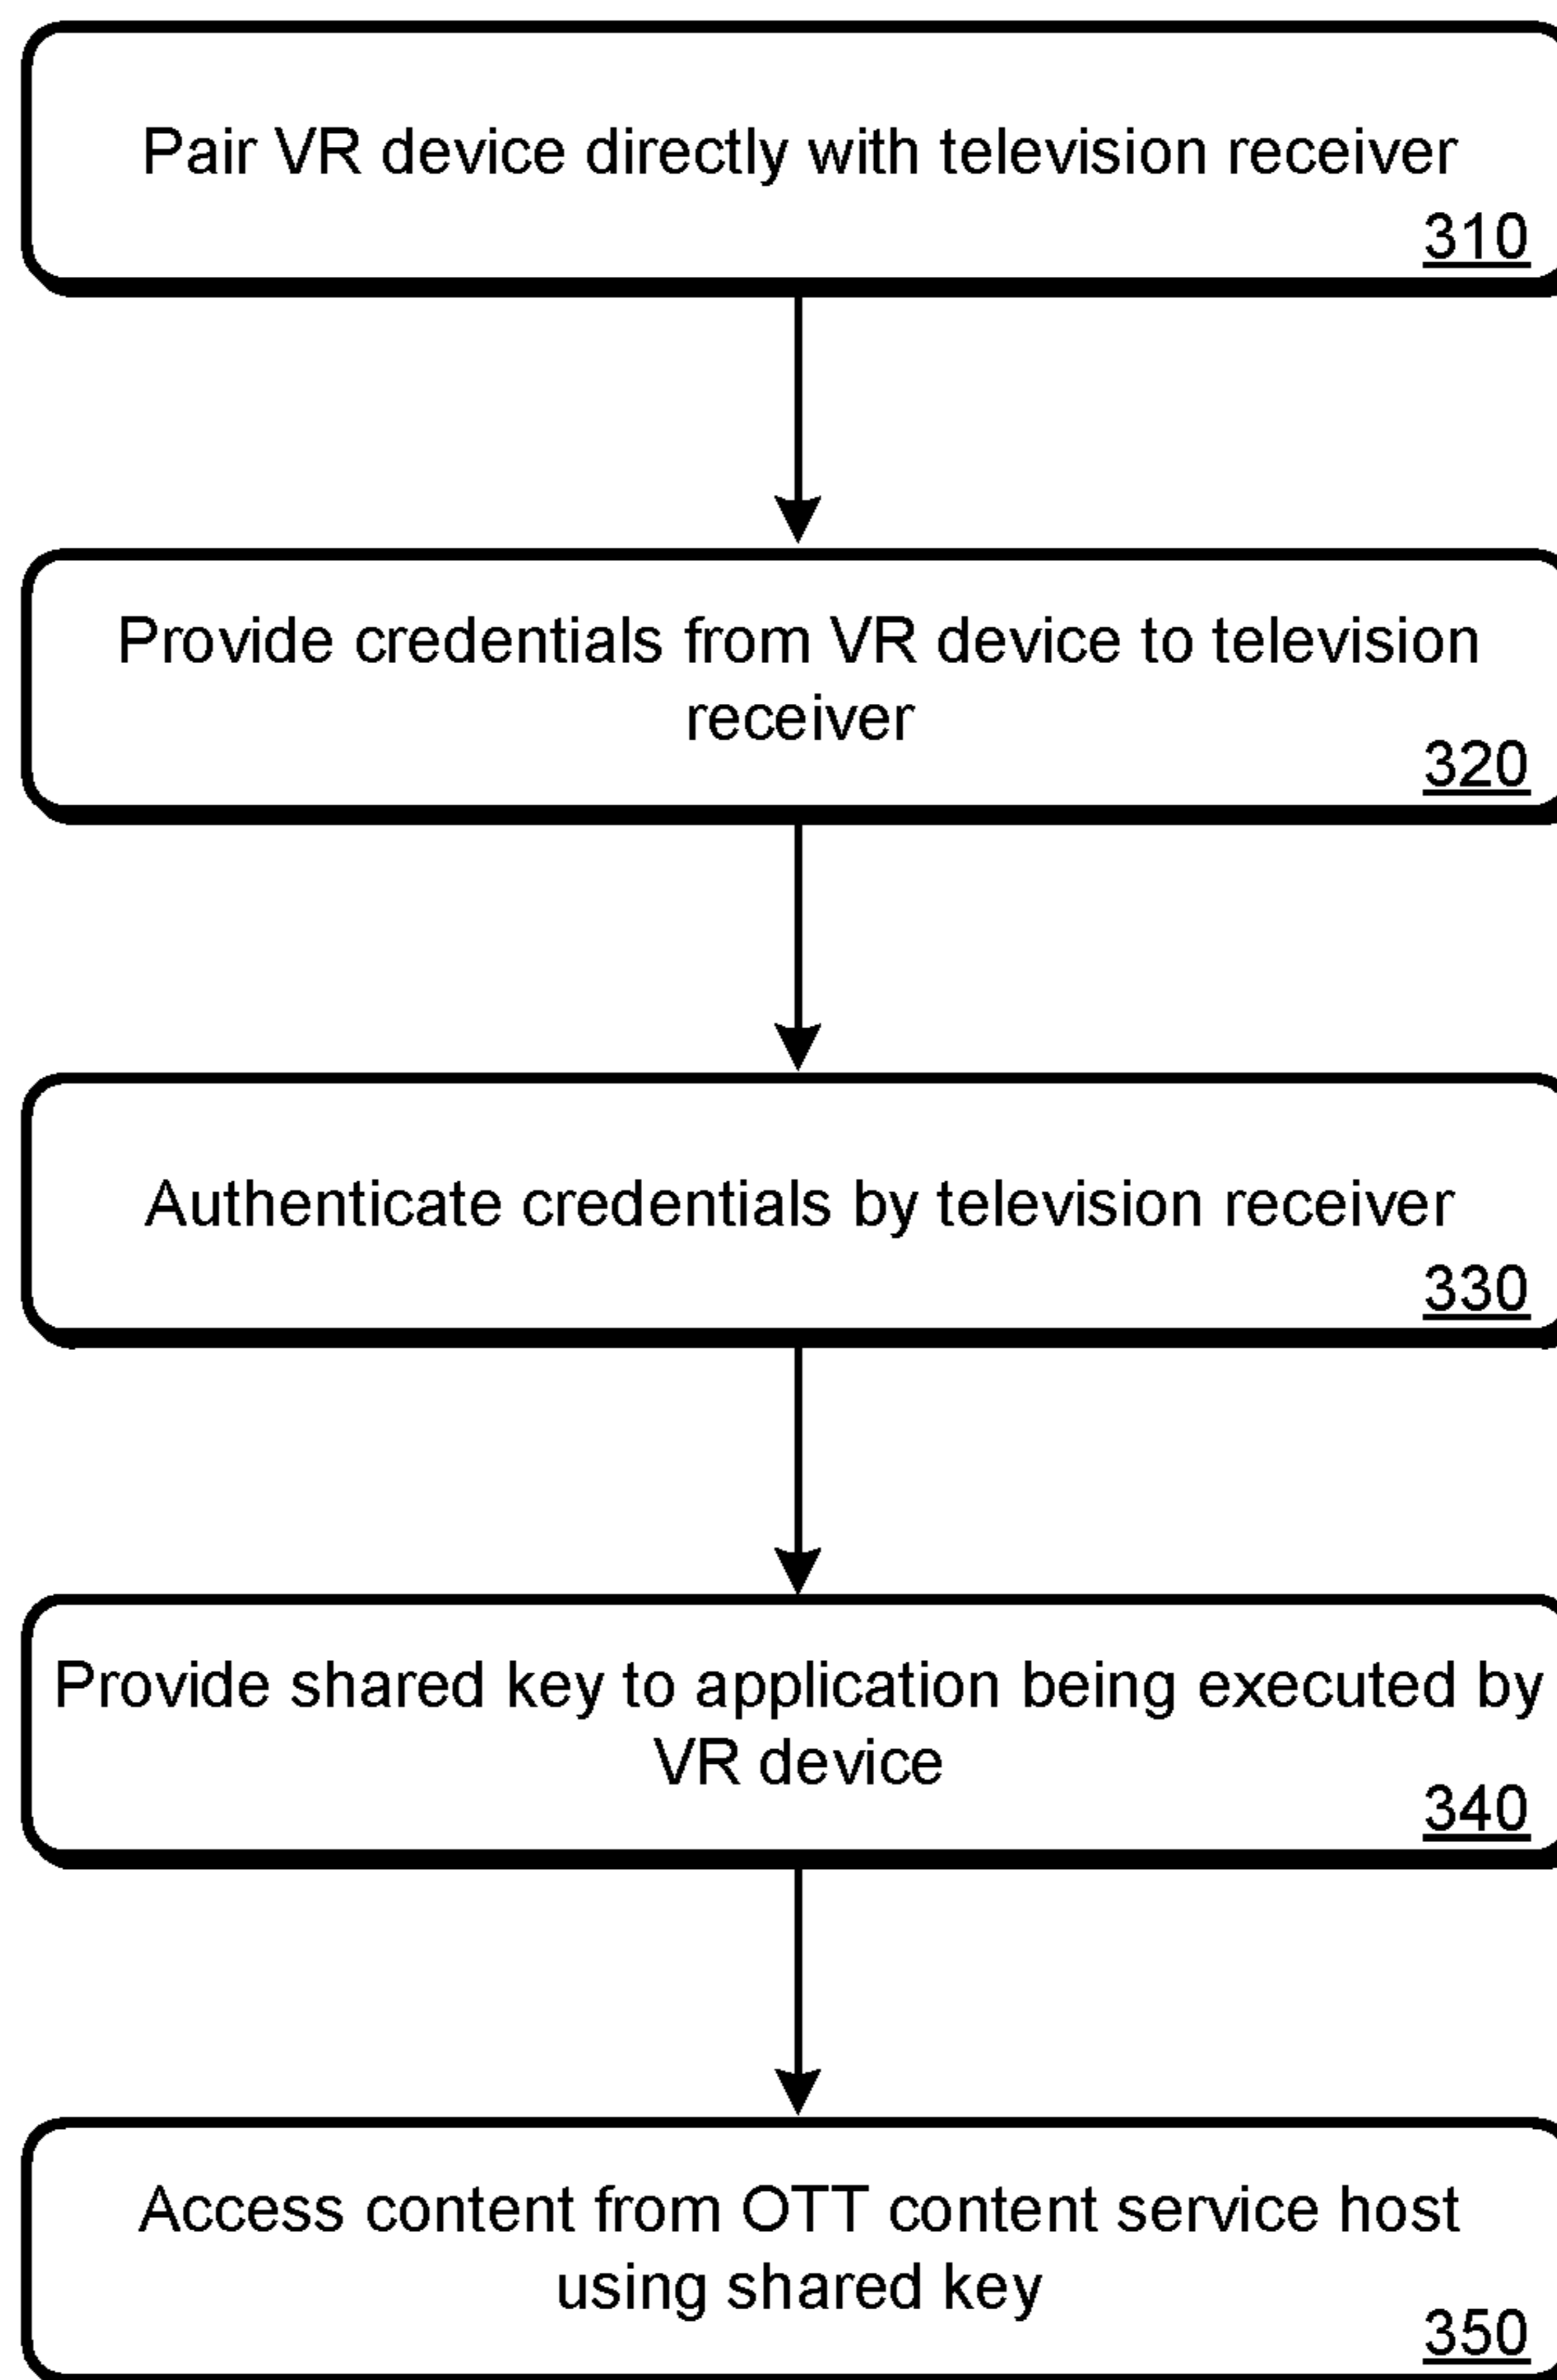 Pair VR device directly with television receiver
310
Provide credentials from VR device to television
receiver
320
Authenticate credentials by television receiver
330
Provide shared key to application being executed by
VR device
340
Access content from OTT content service host
using shared key
350